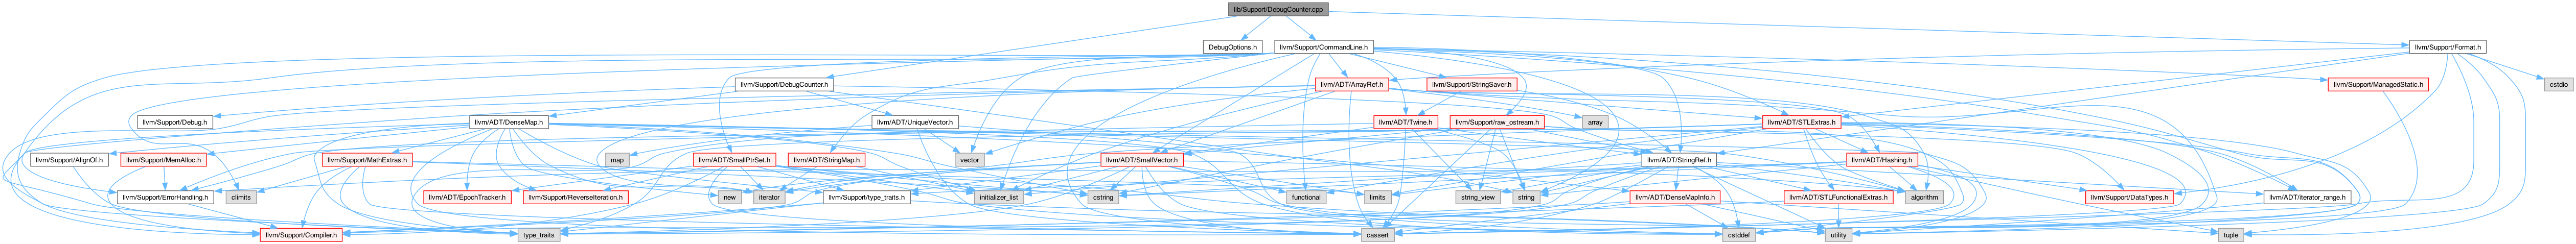 lib/Support/DebugCounter.cpp
DebugOptions.h
llvm/Support/CommandLine.h
llvm/Support/Format.h
llvm/Support/DebugCounter.h
llvm/ADT/ArrayRef.h
llvm/Support/StringSaver.h
llvm/Support/ManagedStatic.h
cstdio
llvm/Support/Debug.h
llvm/ADT/DenseMap.h
llvm/ADT/UniqueVector.h
array
llvm/ADT/Twine.h
llvm/Support/raw_ostream.h
llvm/ADT/STLExtras.h
llvm/Support/AlignOf.h
llvm/Support/MemAlloc.h
llvm/Support/MathExtras.h
map
llvm/ADT/SmallPtrSet.h
llvm/ADT/StringMap.h
vector
llvm/ADT/SmallVector.h
llvm/ADT/StringRef.h
llvm/ADT/Hashing.h
llvm/Support/ErrorHandling.h
climits
llvm/ADT/EpochTracker.h
llvm/Support/ReverseIteration.h
new
iterator
llvm/Support/type_traits.h
initializer_list
cstring
functional
limits
string_view
string
llvm/ADT/DenseMapInfo.h
llvm/ADT/STLFunctionalExtras.h
algorithm
llvm/Support/DataTypes.h
llvm/ADT/iterator_range.h
llvm/Support/Compiler.h
type_traits
cassert
cstddef
utility
tuple